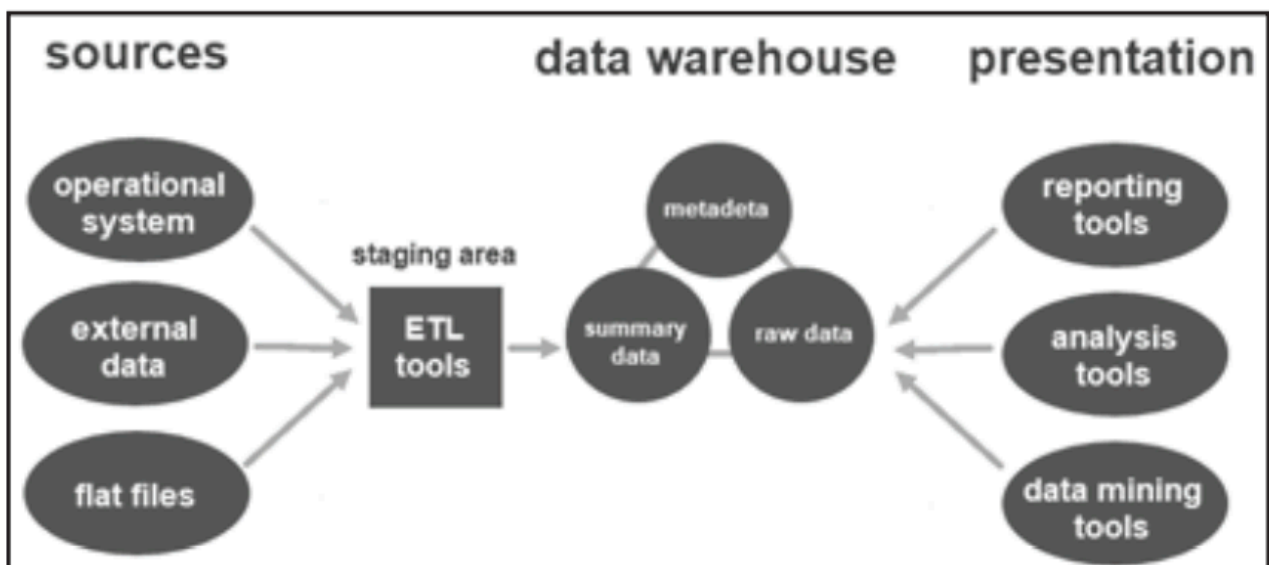 sources
data warehouse
presentation
operational
system
external
data
flat files
staging area
ETL
tools
metadeta
summary
data
raw data
reporting
tools
analysis
tools
data mining
tools